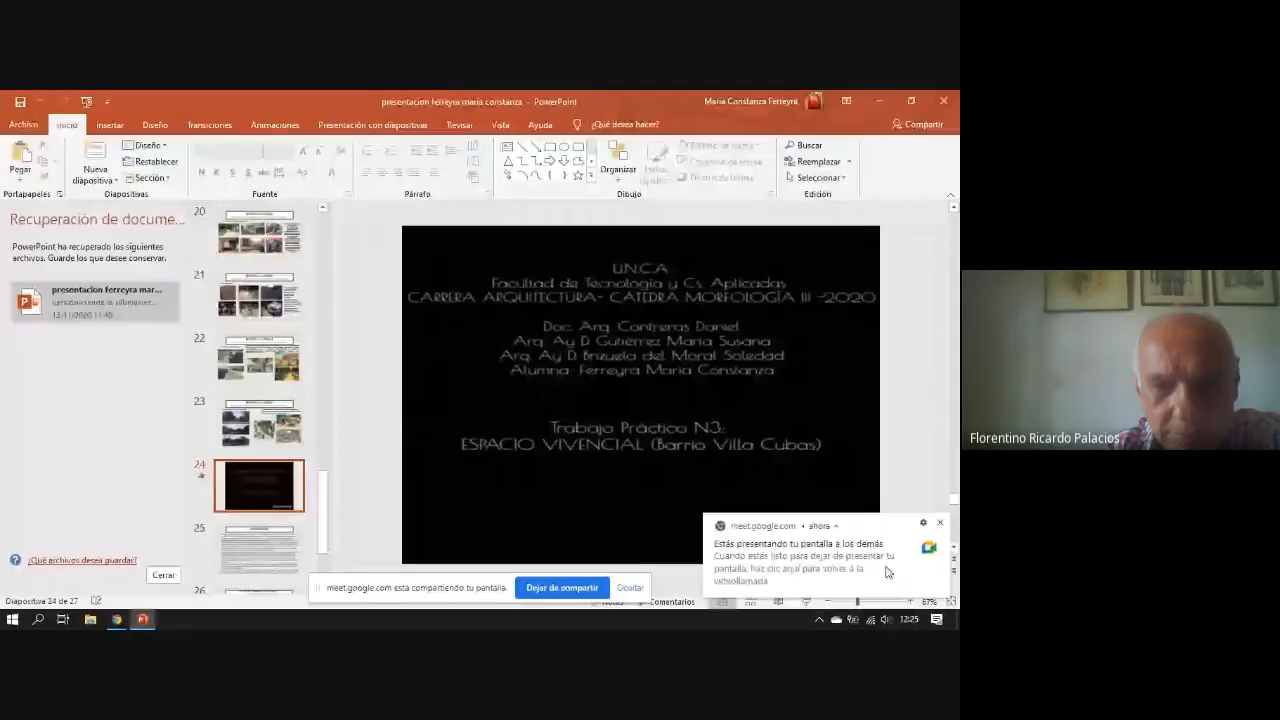 presentacion ferreyra maria constanza - PowerPoint
Maria Constanza Ferreyra
Archivo
Inicio
Insertar
Diseño
Transiciones
Animaciones
Presentación con diapositivas
Revisar
Vista
Ayuda
¿Qué desea hacer?
Compartir
Pegar
Nueva
diapositiva
Diseño
Restablecer
Sección
Organizar
Estilos
rápidos
Buscar
Reemplazar
Seleccionar
Portapapeles
Diapositivas
Fuente
Párrafo
Dibujo
Edición
Recuperación de docume...
PowerPoint ha recuperado los siguientes
archivos. Guarde los que desee conservar.
presentacion ferreyra mar...
12/11/2020 11:40
¿Qué archivos desea guardar?
Cerrar
20
21
22
23
24
25
26
U.N.C.A
Facultad de Tecnología y Cs. Aplicadas
CARRERA ARQUITECTURA- CÁTEDRA MORFOLOGÍA III -2020
Doc. Arq. Contreras Daniel
Arq. Ay D. Gutiérrez María Susana
Arq. Ay D. Brizuela del Moral Soledad
Alumna: Ferreyra María Constanza
Trabajo Práctico N3:
ESPACIO VIVENCIAL (Barrio Villa Cubas)
meet.google.com • ahora
Estás presentando tu pantalla a los demás
Cuando estés listo para dejar de presentar tu
pantalla, haz clic aquí para volver a la
videollamada
meet.google.com está compartiendo tu pantalla.
Dejar de compartir
Ocultar
Diapositiva 24 de 27
Notas
Comentarios
67%
12:25
Florentino Ricardo Palacios